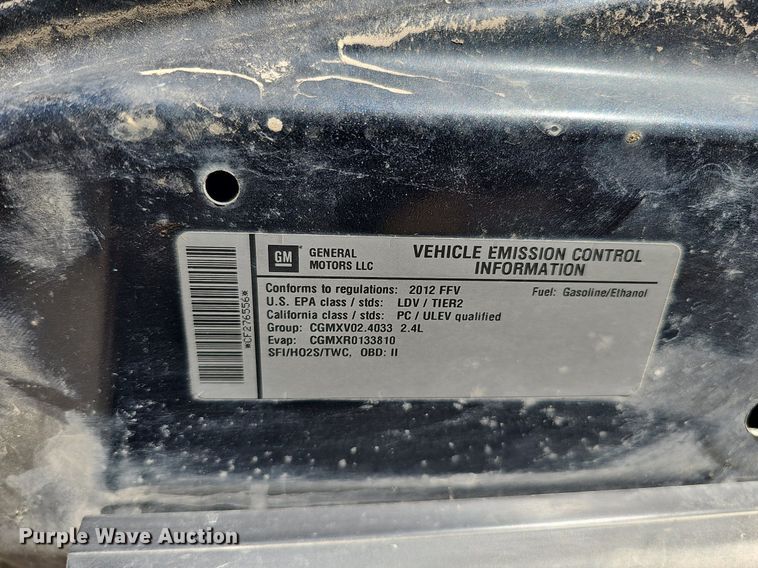 *CF276556*
GM
GENERAL
MOTORS LLC
VEHICLE EMISSION CONTROL
INFORMATION
Conforms to regulations: 2012 FFV Fuel: Gasoline/Ethanol
U.S. EPA class / stds: LDV / TIER2
California class / stds: PC / ULEV qualified
Group: CGMXV02.4033 2.4L
Evap: CGMXR0133810
SFI/HO2S/TWC, OBD: II
Purple Wave Auction